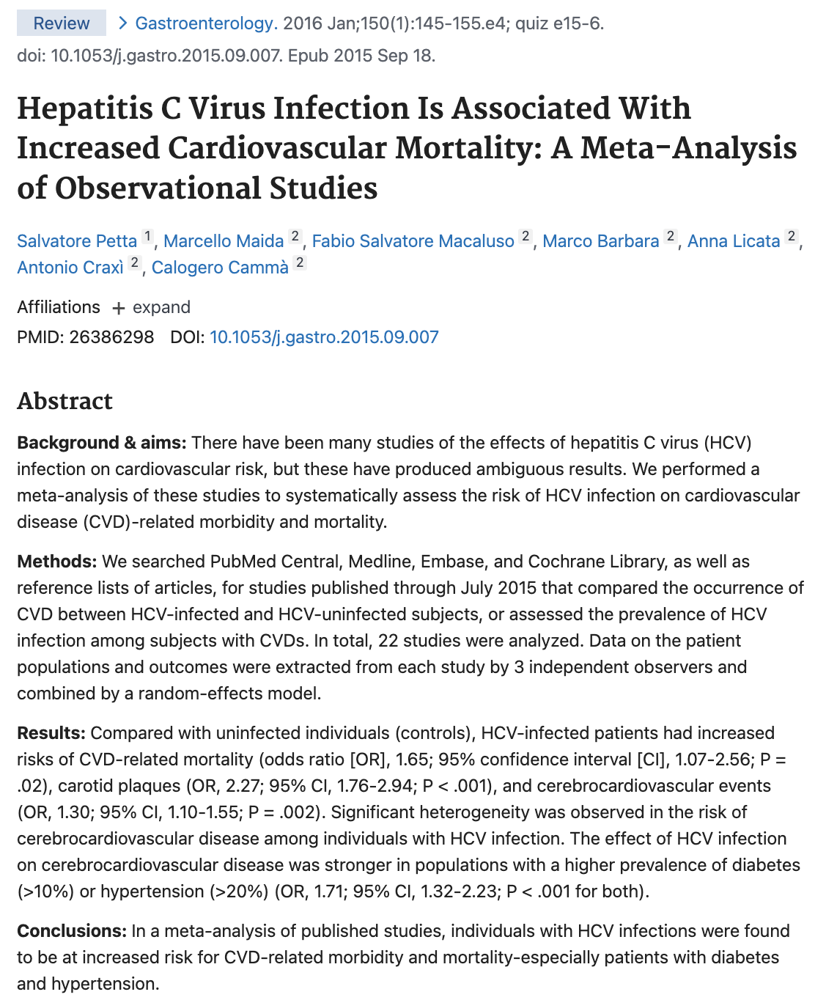 Review > Gastroenterology. 2016 Jan;150(1):145-155.e4; quiz e15-6.
doi: 10.1053/j.gastro.2015.09.007. Epub 2015 Sep 18.
Hepatitis C Virus Infection Is Associated With
Increased Cardiovascular Mortality: A Meta-Analysis
of Observational Studies
Salvatore Petta 1, Marcello Maida 2, Fabio Salvatore Macaluso 2, Marco Barbara 2, Anna Licata 2,
Antonio Craxì 2, Calogero Cammà 2
Affiliations + expand
PMID: 26386298 DOI: 10.1053/j.gastro.2015.09.007
Abstract
Background & aims: There have been many studies of the effects of hepatitis C virus (HCV)
infection on cardiovascular risk, but these have produced ambiguous results. We performed a
meta-analysis of these studies to systematically assess the risk of HCV infection on cardiovascular
disease (CVD)-related morbidity and mortality.
Methods: We searched PubMed Central, Medline, Embase, and Cochrane Library, as well as
reference lists of articles, for studies published through July 2015 that compared the occurrence of
CVD between HCV-infected and HCV-uninfected subjects, or assessed the prevalence of HCV
infection among subjects with CVDs. In total, 22 studies were analyzed. Data on the patient
populations and outcomes were extracted from each study by 3 independent observers and
combined by a random-effects model.
Results: Compared with uninfected individuals (controls), HCV-infected patients had increased
risks of CVD-related mortality (odds ratio [OR], 1.65; 95% confidence interval [CI], 1.07-2.56; P =
.02), carotid plaques (OR, 2.27; 95% CI, 1.76-2.94; P < .001), and cerebrocardiovascular events
(OR, 1.30; 95% CI, 1.10-1.55; P = .002). Significant heterogeneity was observed in the risk of
cerebrocardiovascular disease among individuals with HCV infection. The effect of HCV infection
on cerebrocardiovascular disease was stronger in populations with a higher prevalence of diabetes
(>10%) or hypertension (>20%) (OR, 1.71; 95% CI, 1.32-2.23; P < .001 for both).
Conclusions: In a meta-analysis of published studies, individuals with HCV infections were found
to be at increased risk for CVD-related morbidity and mortality-especially patients with diabetes
and hypertension.